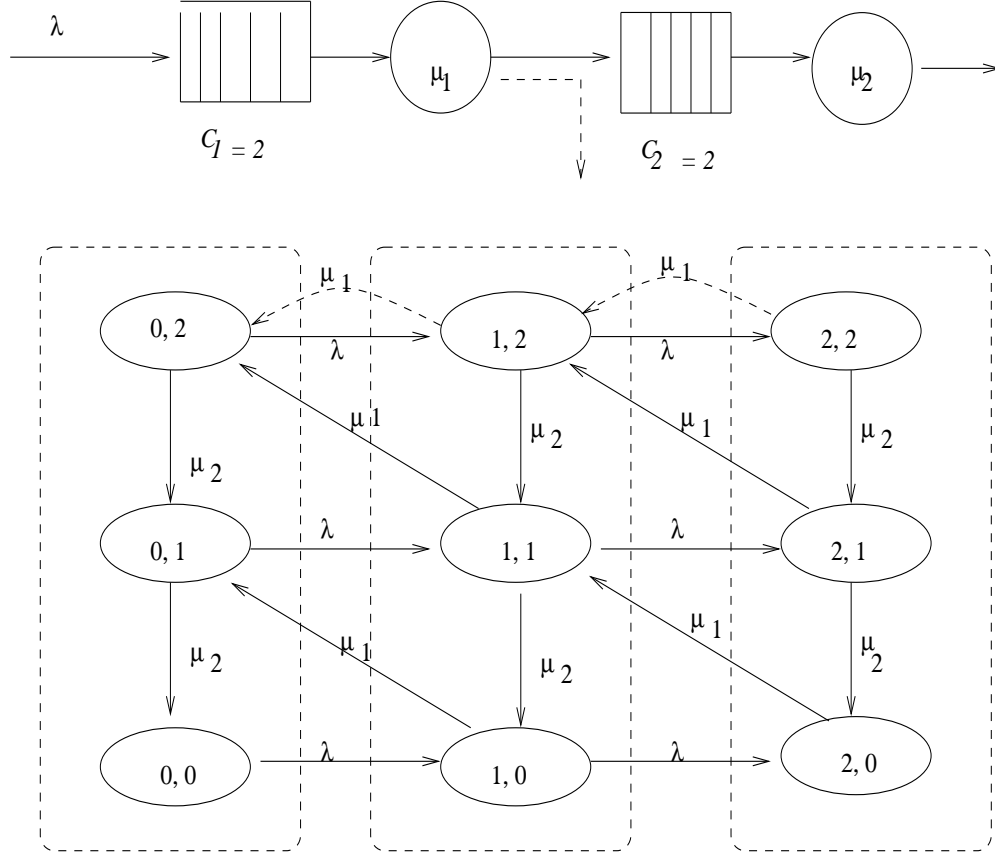 λ
μ1
μ2
C1 = 2
C2 = 2
μ1
μ1
0, 2
λ
1, 2
λ
2, 2
μ1
μ2
μ1
μ2
μ2
0, 1
λ
1, 1
λ
2, 1
μ1
μ2
μ1
μ2
μ2
0, 0
λ
1, 0
λ
2, 0